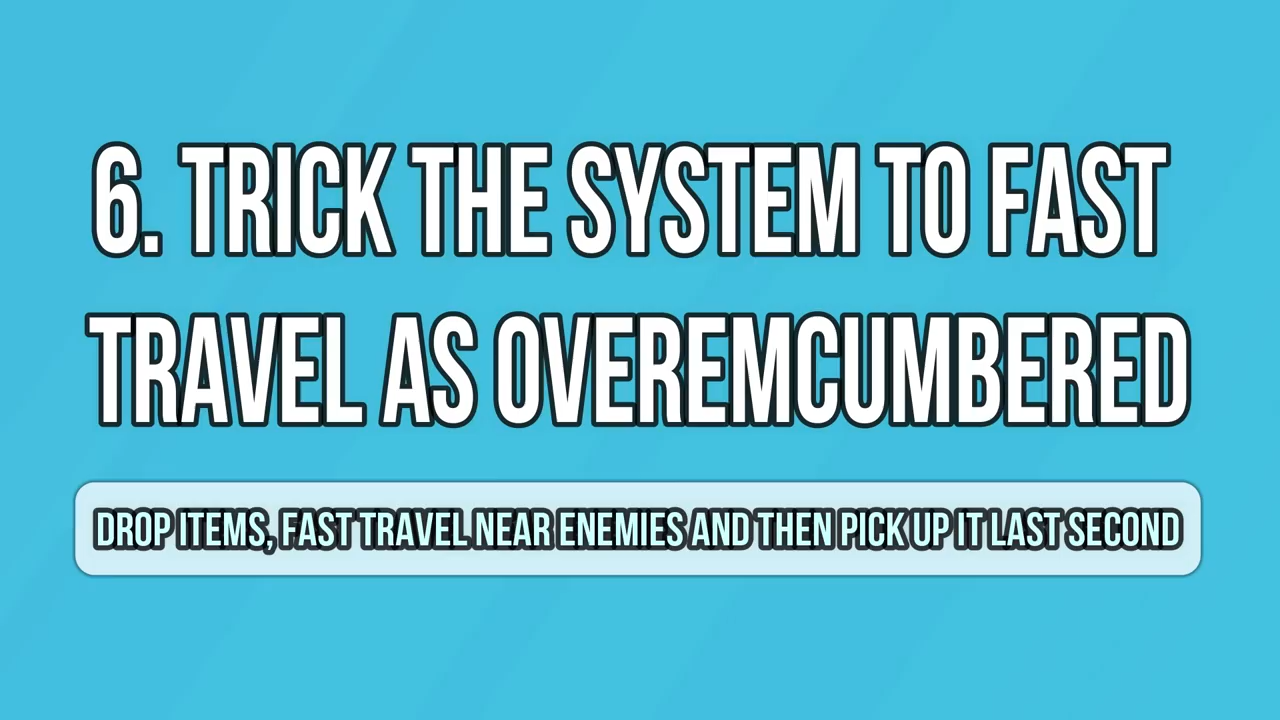 6. TRICK THE SYSTEM TO FAST
TRAVEL AS OVEREMCUMBERED
DROP ITEMS, FAST TRAVEL NEAR ENEMIES AND THEN PICK UP IT LAST SECOND